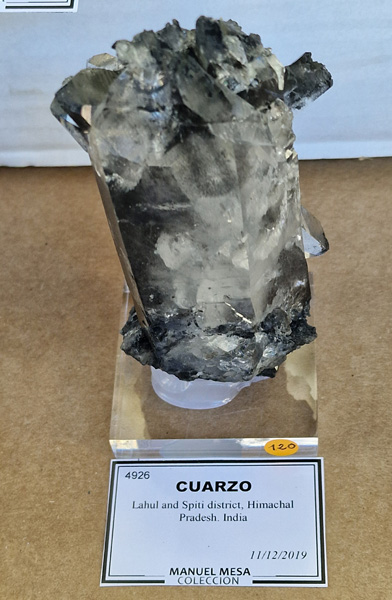 120
4926
CUARZO
Lahul and Spiti district, Himachal
Pradesh. India
11/12/2019
MANUEL MESA
COLECCION